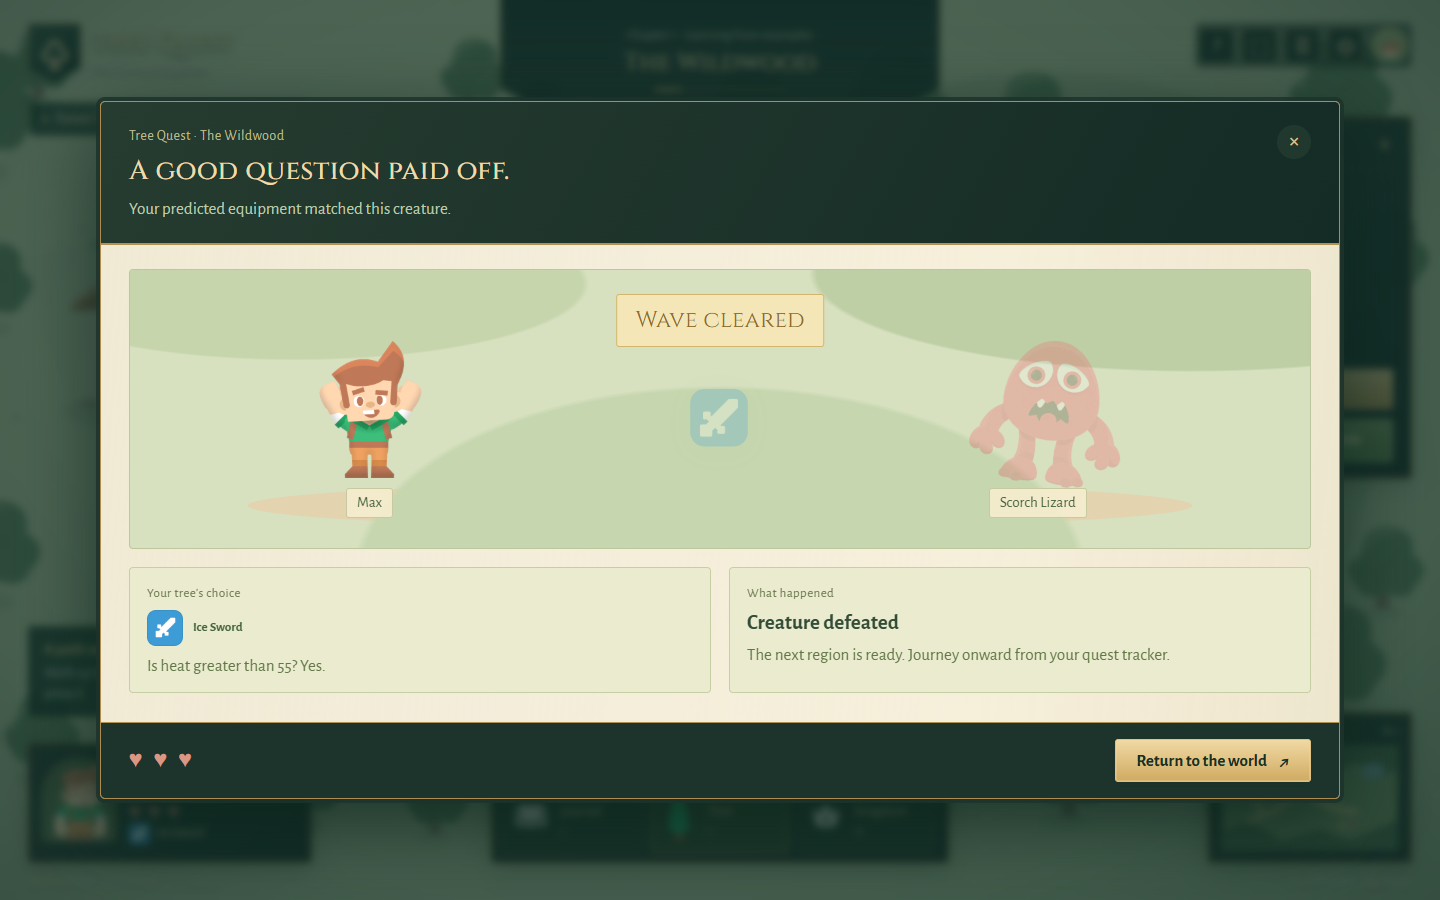 The Wildwood
Tree Quest · The Wildwood
A good question paid off.
Your predicted equipment matched this creature.
Wave cleared
Max
Scorch Lizard
Your tree's choice
Ice Sword
Is heat greater than 55? Yes.
What happened
Creature defeated
The next region is ready. Journey onward from your quest tracker.
Return to the world